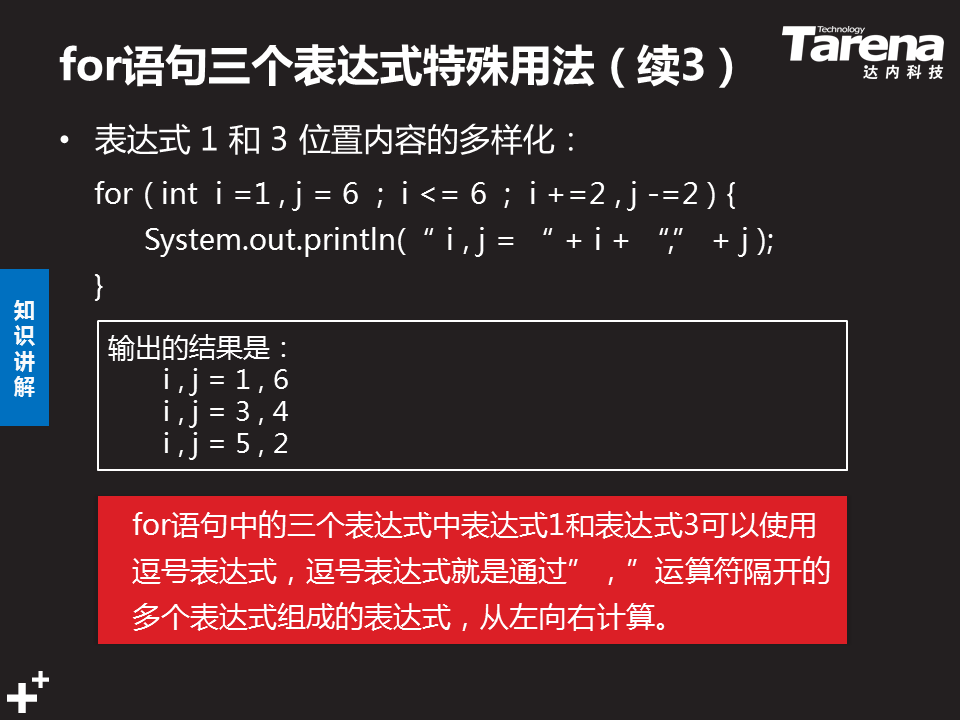 for语句三个表达式特殊用法（续3）
Technology
Tarena
达内科技
• 表达式 1 和 3 位置内容的多样化：
for ( int i =1 , j = 6 ; i <= 6 ; i +=2 , j -=2 ) {
System.out.println( “ i , j = “ + i + “,” + j );
}
知识讲解
输出的结果是：
i , j = 1 , 6
i , j = 3 , 4
i , j = 5 , 2
for语句中的三个表达式中表达式1和表达式3可以使用
逗号表达式，逗号表达式就是通过” ，”运算符隔开的
多个表达式组成的表达式，从左向右计算。